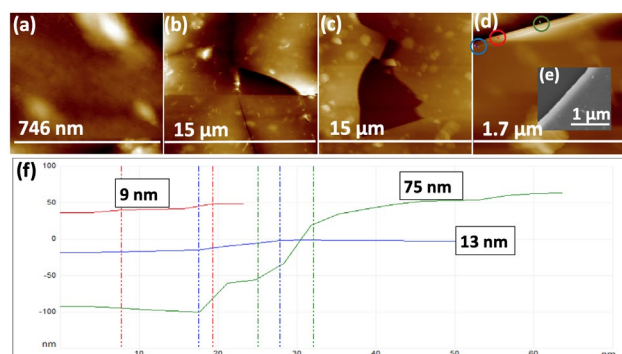 (a)
746 nm
(b)
15 μm
(c)
15 μm
(d)
1.7 μm
(e)
1 μm
(f)
100
50
0
-50
-100
nm
9 nm
75 nm
13 nm
10
20
30
40
50
60
nm